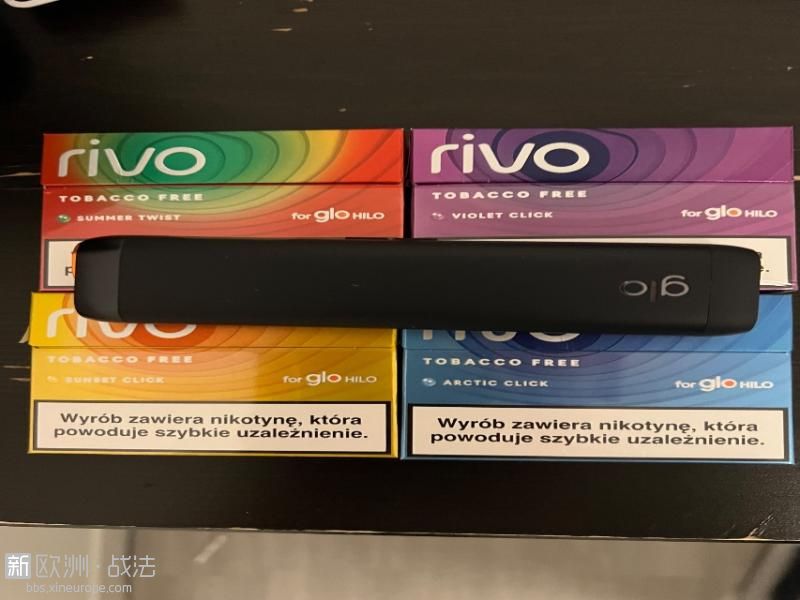 rivo
TOBACCO FREE
SUMMER TWIST
for glo HILO
rivo
TOBACCO FREE
VIOLET CLICK
for glo HILO
glo
rivo
TOBACCO FREE
SUNSET CLICK
for glo HILO
Wyrób zawiera nikotynę, która
powoduje szybkie uzależnienie.
rivo
TOBACCO FREE
ARCTIC CLICK
for glo HILO
Wyrób zawiera nikotynę, która
powoduje szybkie uzależnienie.
新欧洲·战法
bbs.xineurope.com